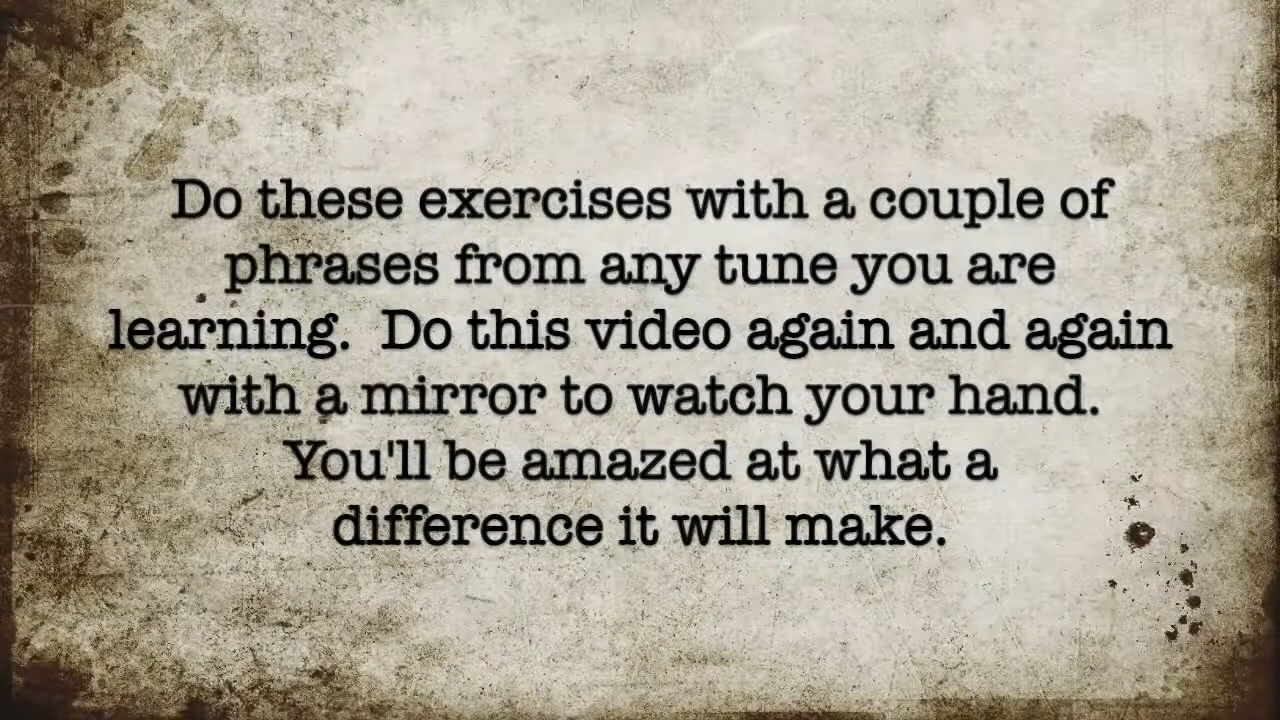 Do these exercises with a couple of
phrases from any tune you are
learning.  Do this video again and again
with a mirror to watch your hand.
You'll be amazed at what a
difference it will make.